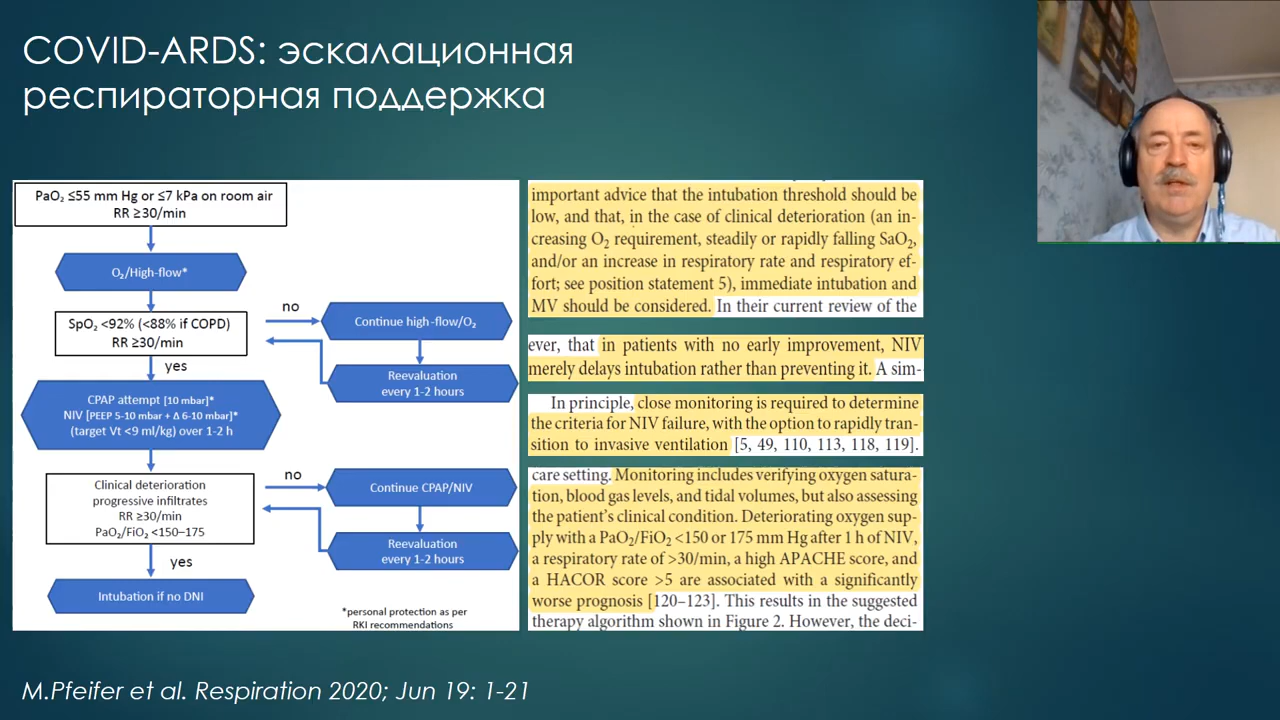 COVID-ARDS: эскалационная
респираторная поддержка
PaO₂ ≤55 mm Hg or ≤7 kPa on room air
RR ≥30/min
O₂/High-flow*
SpO₂ <92% (<88% if COPD)
RR ≥30/min
no
Continue high-flow/O₂
Reevaluation
every 1-2 hours
yes
CPAP attempt [10 mbar]*
NIV [PEEP 5-10 mbar + Δ 6-10 mbar]*
(target Vt <9 ml/kg) over 1-2 h
Clinical deterioration
progressive infiltrates
RR ≥30/min
PaO₂/FiO₂ <150–175
no
Continue CPAP/NIV
Reevaluation
every 1-2 hours
yes
Intubation if no DNI
*personal protection as per
RKI recommendations
important advice that the intubation threshold should be
low, and that, in the case of clinical deterioration (an in-
creasing O₂ requirement, steadily or rapidly falling SaO₂,
and/or an increase in respiratory rate and respiratory ef-
fort; see position statement 5), immediate intubation and
MV should be considered. In their current review of the
ever, that in patients with no early improvement, NIV
merely delays intubation rather than preventing it. A sim-
In principle, close monitoring is required to determine
the criteria for NIV failure, with the option to rapidly tran-
sition to invasive ventilation [5, 49, 110, 113, 118, 119].
care setting. Monitoring includes verifying oxygen satura-
tion, blood gas levels, and tidal volumes, but also assessing
the patient's clinical condition. Deteriorating oxygen sup-
ply with a PaO₂/FiO₂ <150 or 175 mm Hg after 1 h of NIV,
a respiratory rate of >30/min, a high APACHE score, and
a HACOR score >5 are associated with a significantly
worse prognosis [120–123]. This results in the suggested
therapy algorithm shown in Figure 2. However, the deci-
M.Pfeifer et al. Respiration 2020; Jun 19: 1-21